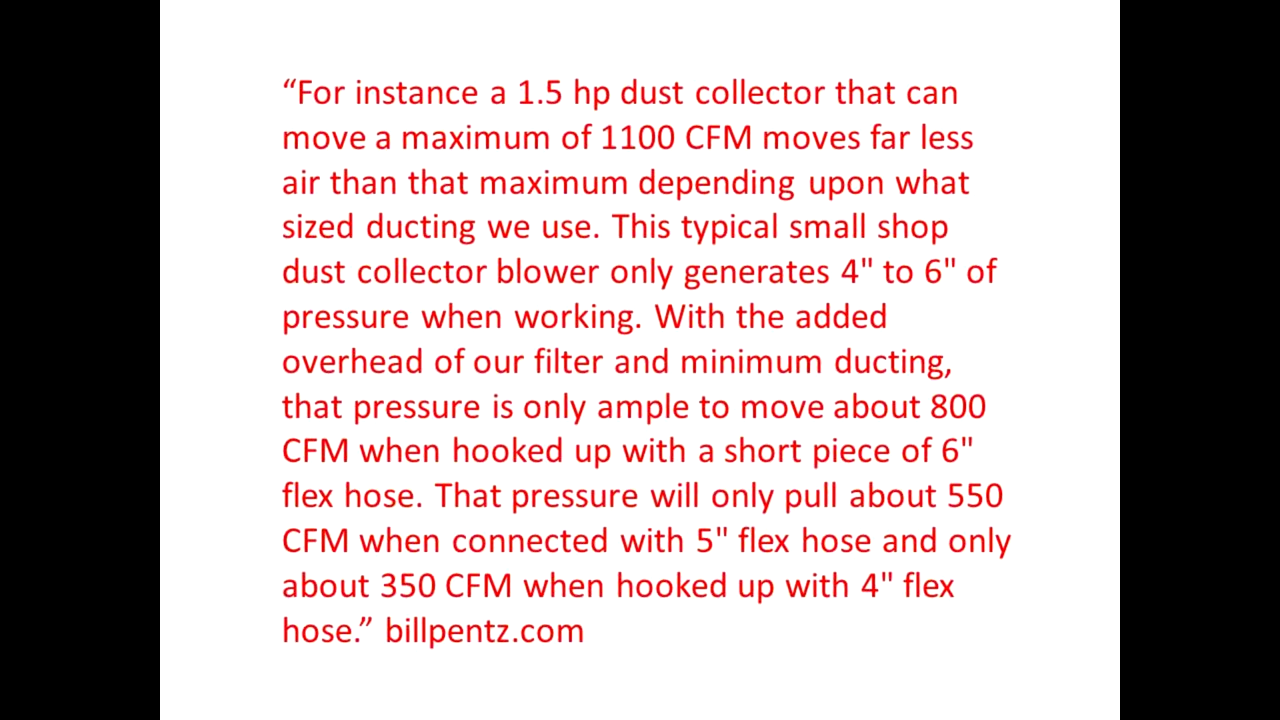 “For instance a 1.5 hp dust collector that can
move a maximum of 1100 CFM moves far less
air than that maximum depending upon what
sized ducting we use. This typical small shop
dust collector blower only generates 4" to 6" of
pressure when working. With the added
overhead of our filter and minimum ducting,
that pressure is only ample to move about 800
CFM when hooked up with a short piece of 6"
flex hose. That pressure will only pull about 550
CFM when connected with 5" flex hose and only
about 350 CFM when hooked up with 4" flex
hose.” billpentz.com